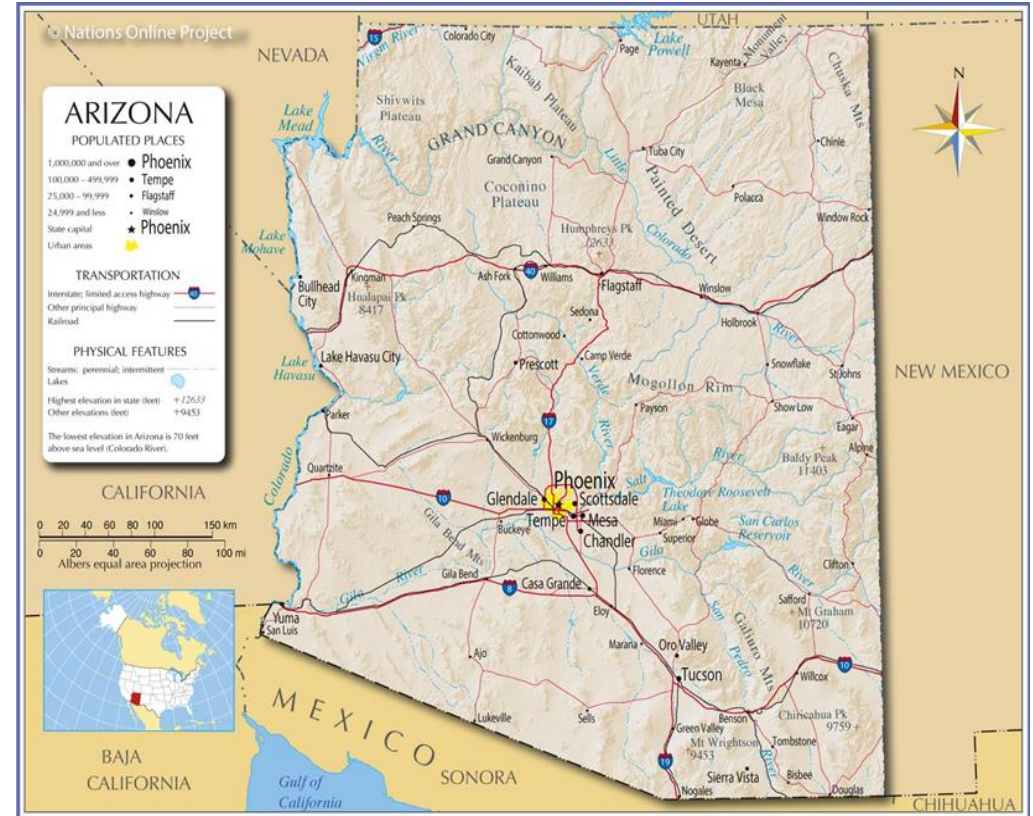 © Nations Online Project
NEVADA
UTAH
ARIZONA
POPULATED PLACES
1,000,000 and over Phoenix
100,000 – 499,999 Tempe
25,000 – 99,999 Flagstaff
24,999 and less Winslow
State capital Phoenix
Urban areas
TRANSPORTATION
Interstate; limited access highway 40
Other principal highway
Railroad
PHYSICAL FEATURES
Streams: perennial; intermittent
Lakes
Highest elevation in state (feet) +12633
Other elevations (feet) +9453
The lowest elevation in Arizona is 70 feet
above sea level (Colorado River).
CALIFORNIA
0 20 40 60 80 100 150 km
0 20 40 60 80 100 mi
Albers equal area projection
BAJA
CALIFORNIA
15
Virgin River
Colorado City
Page
Lake
Powell
Monument
Valley
Kayenta
Chuska Mts
N
Lake
Mead
Shivwits
Plateau
Kaibab Plateau
Black
Mesa
River
GRAND CANYON
Grand Canyon
Little
Tuba City
Chinle
Coconino
Plateau
Painted Desert
Polacca
Peach Springs
Humphreys Pk
12633
Colorado
Window Rock
Lake
Mohave
Bullhead
City
Kingman
Hualapai Pk
8417
Ash Fork
40
Williams
Flagstaff
Winslow
Holbrook
River
Sedona
Cottonwood
Lake Havasu City
Lake
Havasu
Prescott
Camp Verde
Verde
River
Snowflake
St Johns
NEW MEXICO
Mogollon Rim
Parker
17
Payson
Show Low
Eagar
Wickenburg
Alpine
Baldy Peak
11403
River
Quartzite
Colorado
10
Phoenix
Salt
Glendale
Scottsdale
Theodore Roosevelt
Lake
Tempe
Mesa
Buckeye
Chandler
Miami
Globe
Superior
San Carlos
Reservoir
Gila Bend Mts
Gila
Florence
Clifton
River
Gila River
Gila Bend
8
Casa Grande
Eloy
Safford
Mt Graham
10720
Yuma
San Luis
San
Pedro
River
Galiuro Mts
Marana
Oro Valley
Ajo
Tucson
10
Willcox
Lukeville
Sells
Benson
Chiricahua Pk
9759
Green Valley
Mt Wrightson
9453
Tombstone
19
Sierra Vista
Bisbee
Nogales
Douglas
MEXICO
SONORA
Gulf of
California
CHIHUAHUA